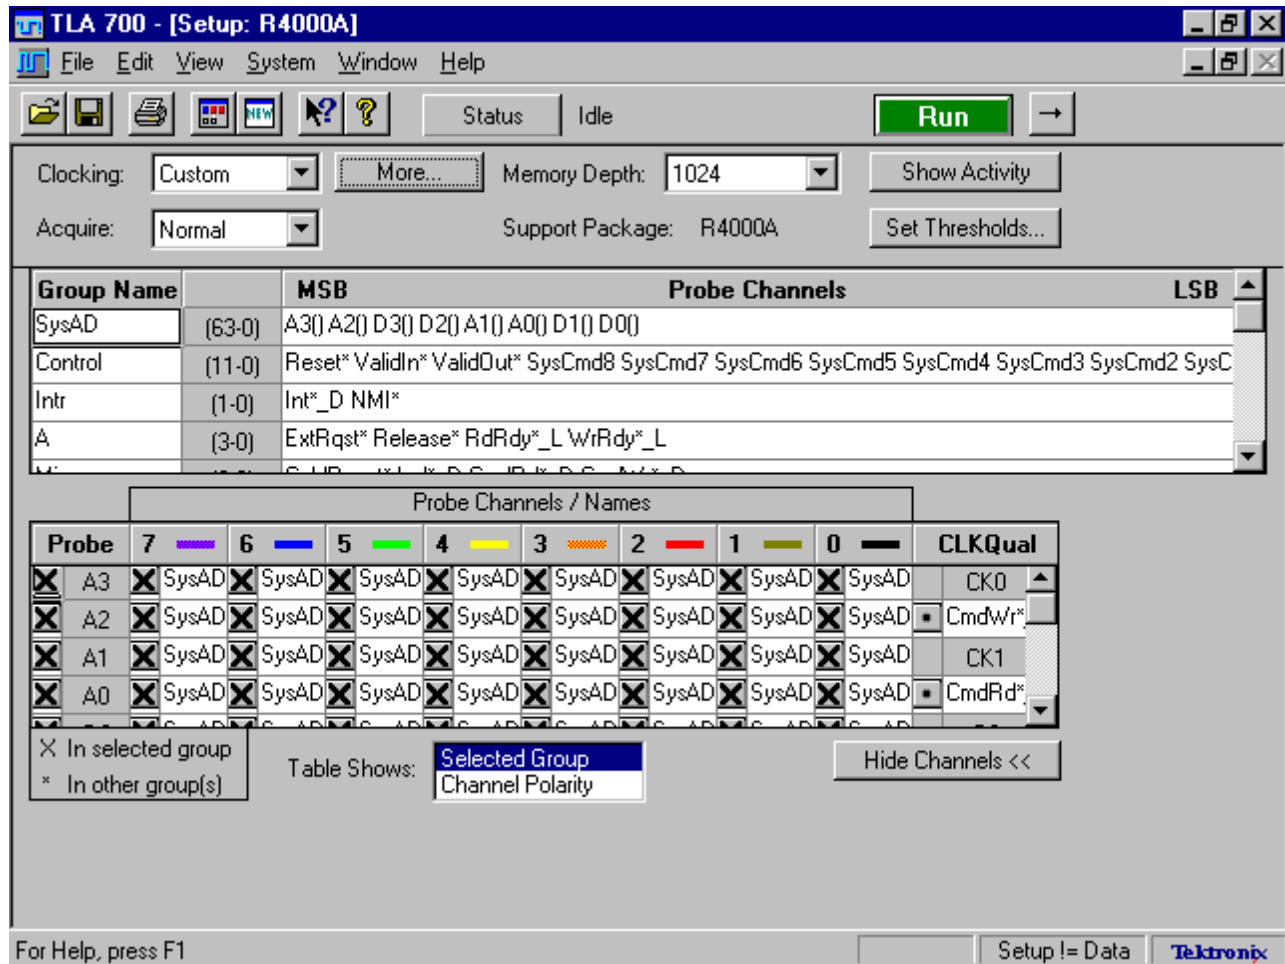 TLA 700 - [Setup: R4000A]
File Edit View System Window Help
NEW Status Idle Run
Clocking: Custom More... Memory Depth: 1024 Show Activity
Acquire: Normal Support Package: R4000A Set Thresholds...
Group Name MSB Probe Channels LSB
SysAD (63-0) A3() A2() D3() D2() A1() A0() D1() D0()
Control (11-0) Reset* ValidIn* ValidOut* SysCmd8 SysCmd7 SysCmd6 SysCmd5 SysCmd4 SysCmd3 SysCmd2 SysC
Intr (1-0) Int*_D NMI*
A (3-0) ExtRqst* Release* RdRdy*_L WrRdy*_L
Probe Channels / Names
Probe 7 6 5 4 3 2 1 0 CLKQual
A3 SysAD SysAD SysAD SysAD SysAD SysAD SysAD SysAD CK0
A2 SysAD SysAD SysAD SysAD SysAD SysAD SysAD SysAD CmdWr*
A1 SysAD SysAD SysAD SysAD SysAD SysAD SysAD SysAD CK1
A0 SysAD SysAD SysAD SysAD SysAD SysAD SysAD SysAD CmdRd*
X In selected group
* In other group(s)
Table Shows: Selected Group
Channel Polarity
Hide Channels <<
For Help, press F1 Setup != Data Tektronix